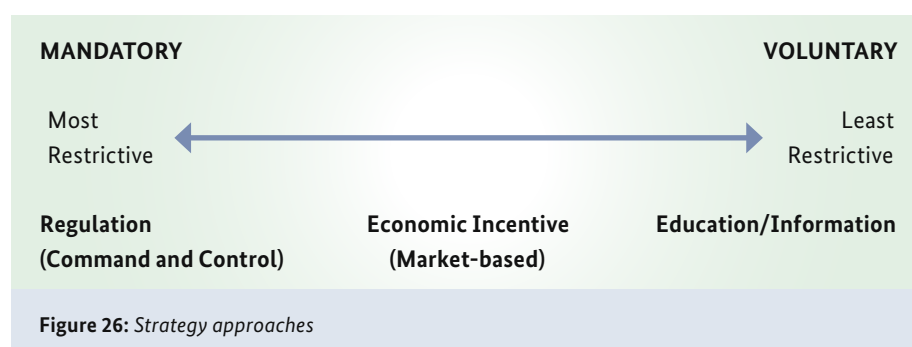 MANDATORY VOLUNTARY
Most Least
Restrictive Restrictive
Regulation Economic Incentive Education/Information
(Command and Control) (Market-based)
Figure 26: Strategy approaches